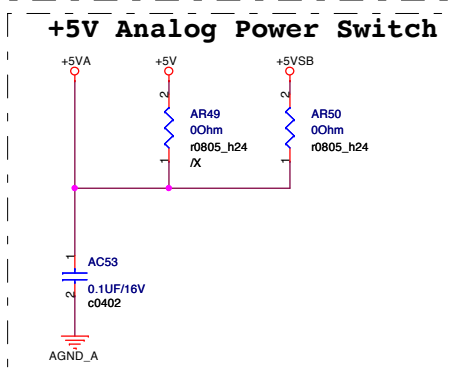 +5V Analog Power Switch
+5VA
+5V
+5VSB
2
AR49
0Ohm
r0805_h24
/X
1
2
AR50
0Ohm
r0805_h24
1
1
AC53
0.1UF/16V
c0402
2
AGND_A